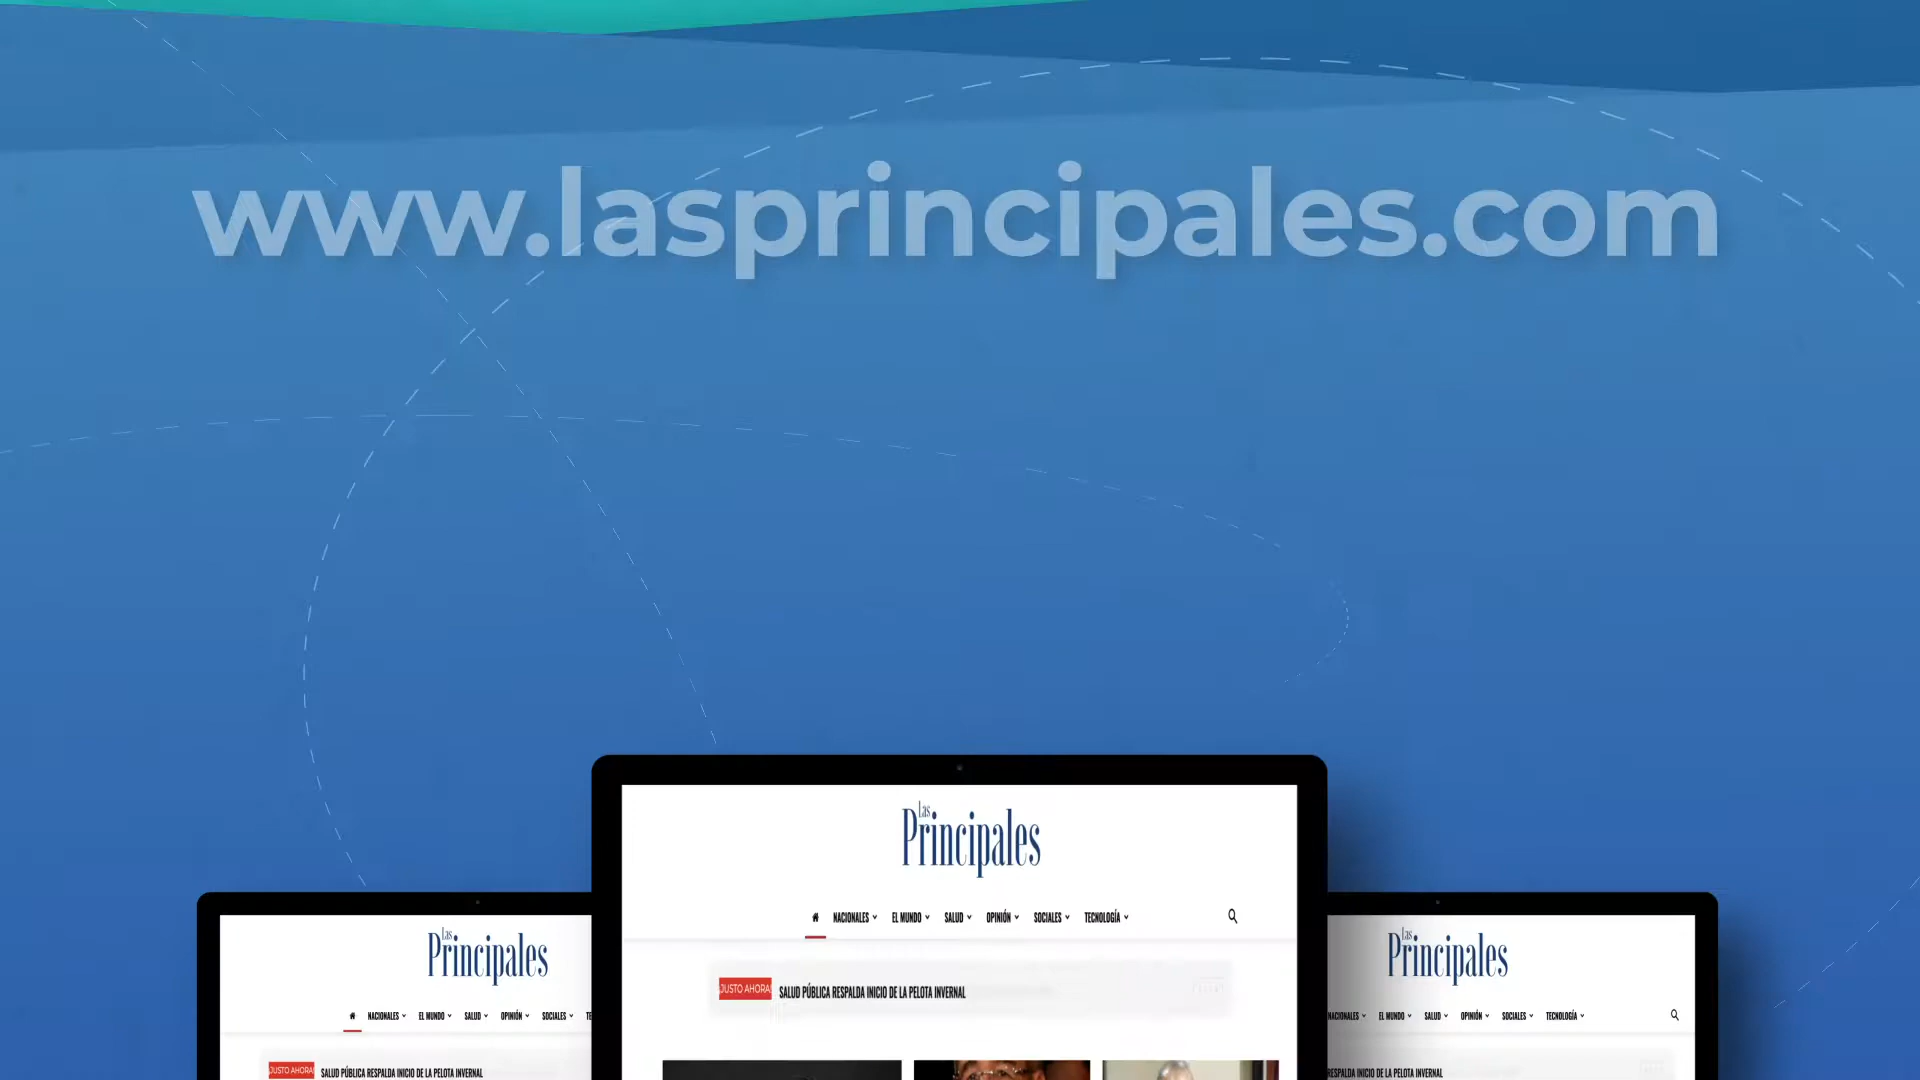 www.lasprincipales.com
Las
Principales
NACIONALES EL MUNDO SALUD OPINIÓN SOCIALES TECNOLOGÍA
¡JUSTO AHORA! SALUD PÚBLICA RESPALDA INICIO DE LA PELOTA INVERNAL
Las
Principales
NACIONALES EL MUNDO SALUD OPINIÓN SOCIALES TE
¡JUSTO AHORA! SALUD PÚBLICA RESPALDA INICIO DE LA PELOTA INVERNAL
Las
Principales
NACIONALES EL MUNDO SALUD OPINIÓN SOCIALES TECNOLOGÍA
RESPALDA INICIO DE LA PELOTA INVERNAL